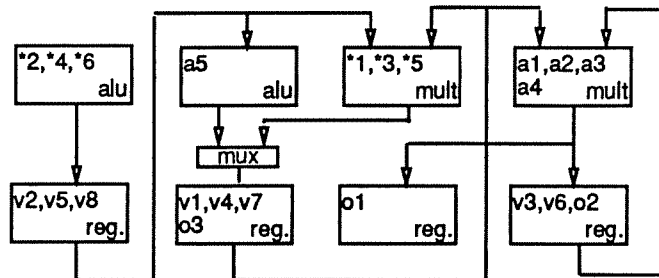 *2,*4,*6
alu
a5
alu
*1,*3,*5
mult
a1,a2,a3
a4
mult
mux
v2,v5,v8
reg.
v1,v4,v7
o3
reg.
o1
reg.
v3,v6,o2
reg.